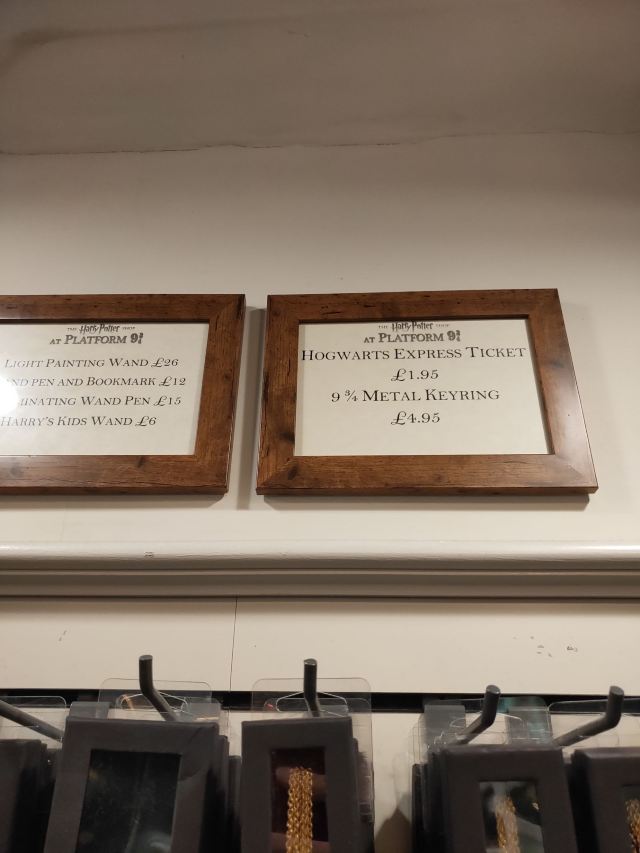 THE Harry Potter SHOP
AT PLATFORM 9¾
LIGHT PAINTING WAND £26
PEN AND BOOKMARK £12
WAND PEN £15
HARRY'S KIDS WAND £6
THE Harry Potter SHOP
AT PLATFORM 9¾
HOGWARTS EXPRESS TICKET
£1.95
9 ¾ METAL KEYRING
£4.95